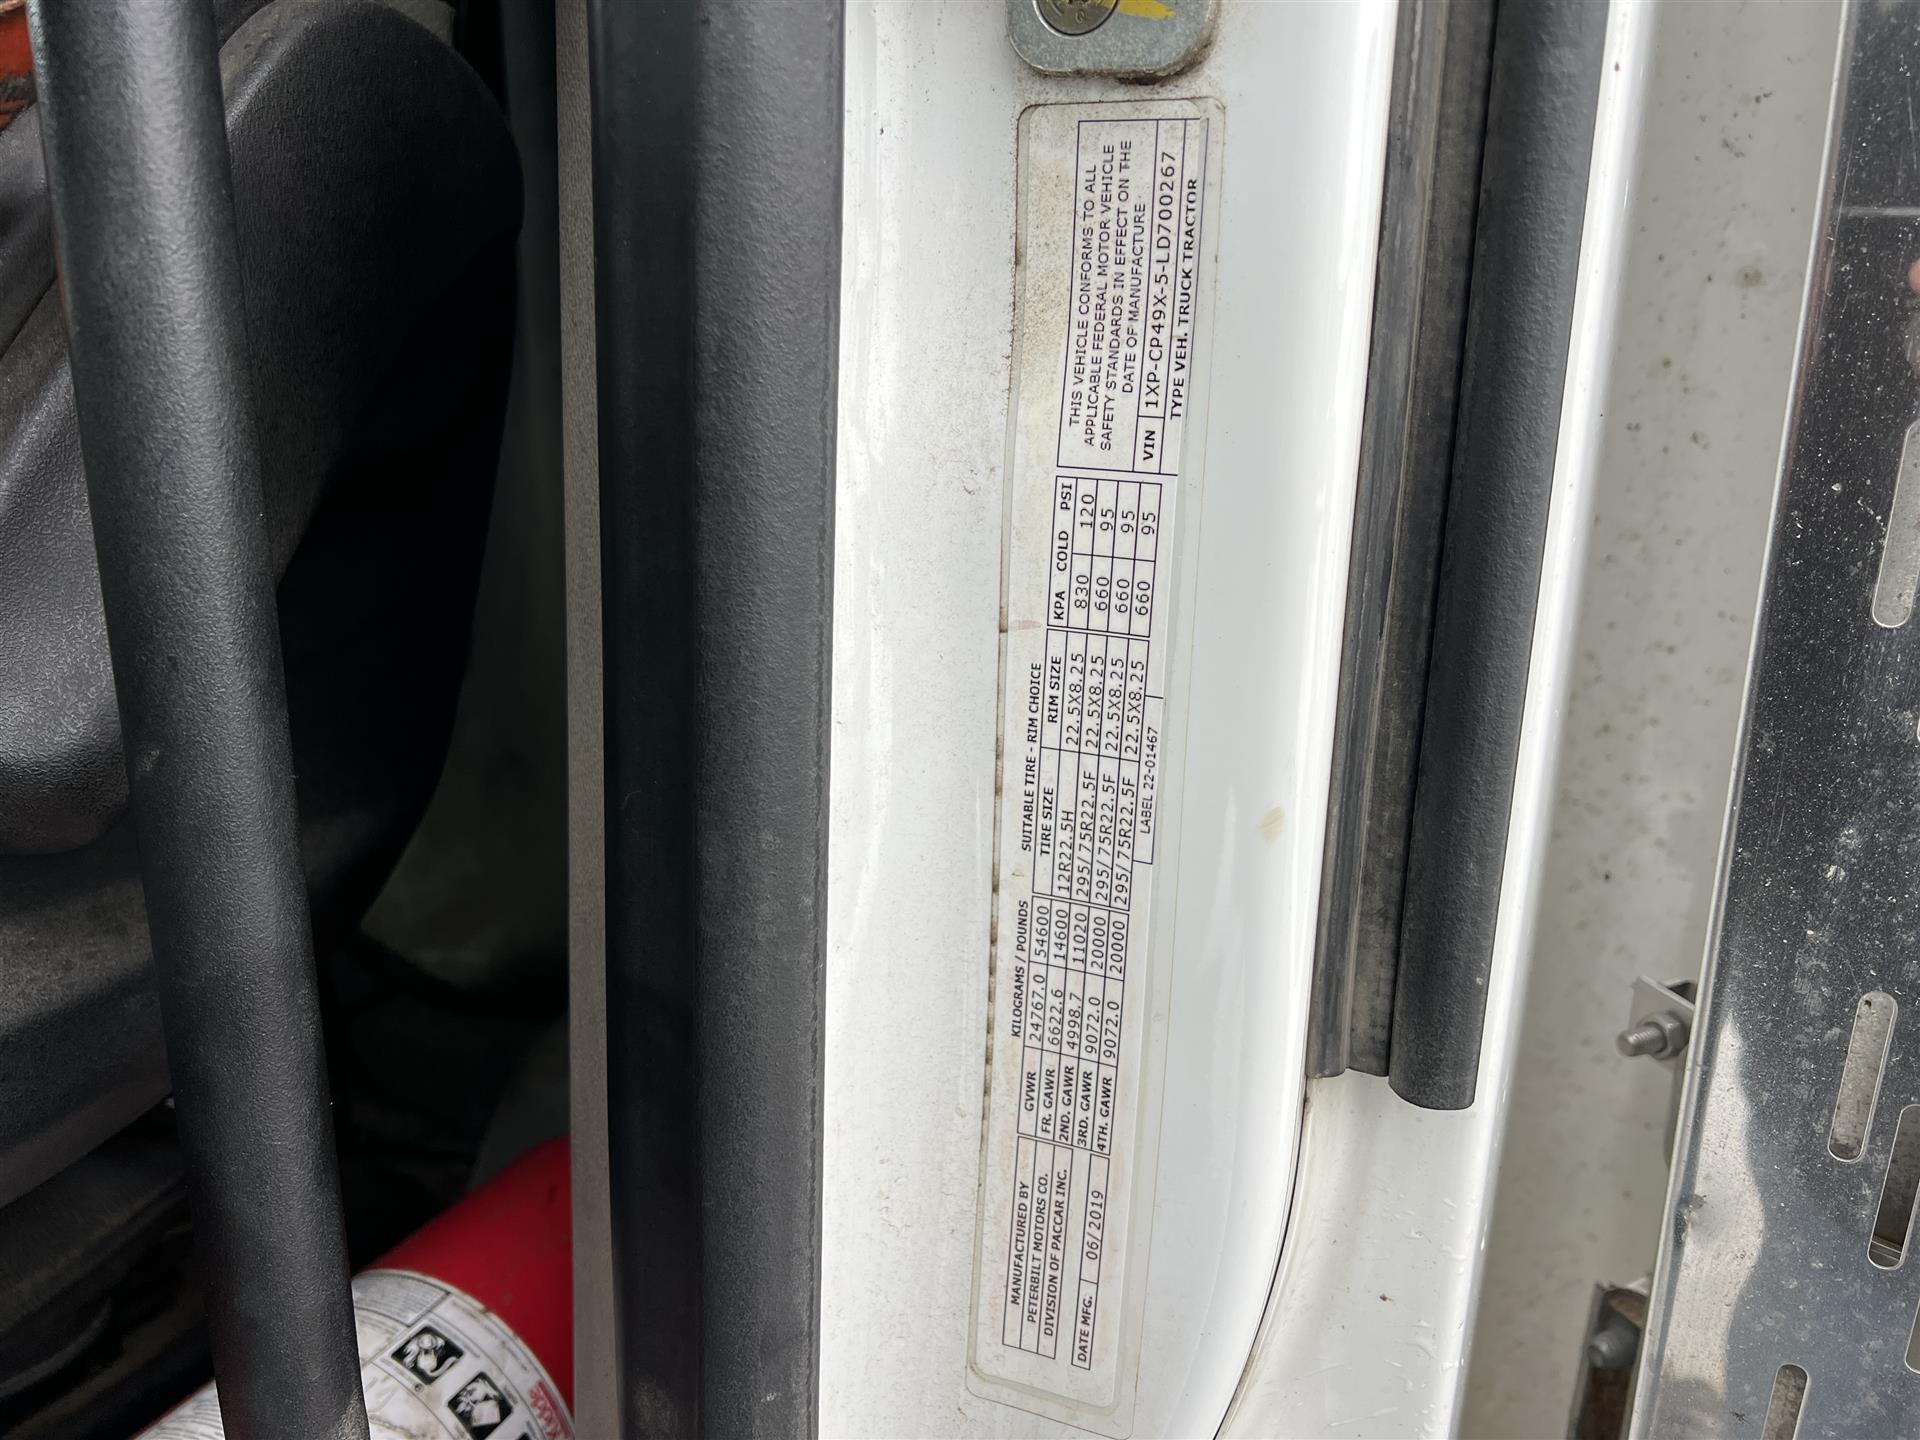 MANUFACTURED BY
PETERBILT MOTORS CO.
DIVISION OF PACCAR INC.
DATE MFG. 06/2019
KILOGRAMS / POUNDS
GVWR 24767.0 54600
FR. GAWR 6622.6 14600
2ND. GAWR 4998.7 11020
3RD. GAWR 9072.0 20000
4TH. GAWR 9072.0 20000
SUITABLE TIRE - RIM CHOICE
TIRE SIZE RIM SIZE KPA COLD PSI
12R22.5H 22.5X8.25 830 120
295/75R22.5F 22.5X8.25 660 95
295/75R22.5F 22.5X8.25 660 95
295/75R22.5F 22.5X8.25 660 95
LABEL 22-01467
THIS VEHICLE CONFORMS TO ALL
APPLICABLE FEDERAL MOTOR VEHICLE
SAFETY STANDARDS IN EFFECT ON THE
DATE OF MANUFACTURE
VIN 1XP-CP49X-5-LD700267
TYPE VEH. TRUCK TRACTOR
Kidde